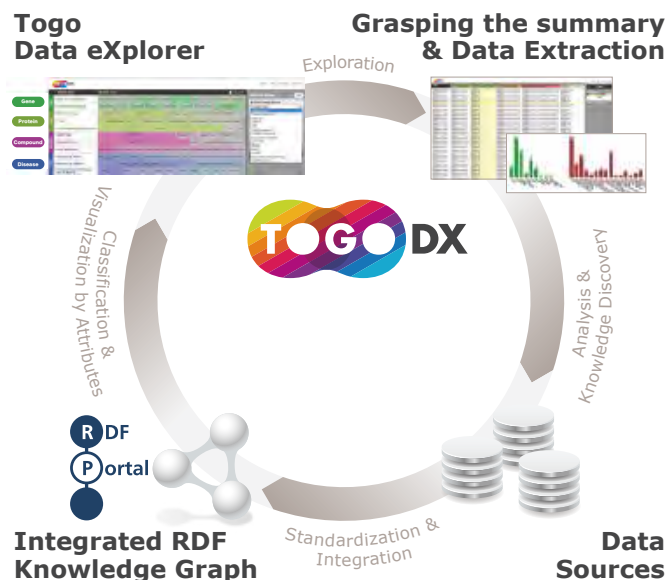 Togo
Data eXplorer
Grasping the summary
& Data Extraction
Exploration
Gene
Protein
Compound
Disease
TOGO DX
Classification &
Visualization by Attributes
Analysis &
Knowledge Discovery
RDF
Portal
Standardization &
Integration
Integrated RDF
Knowledge Graph
Data
Sources